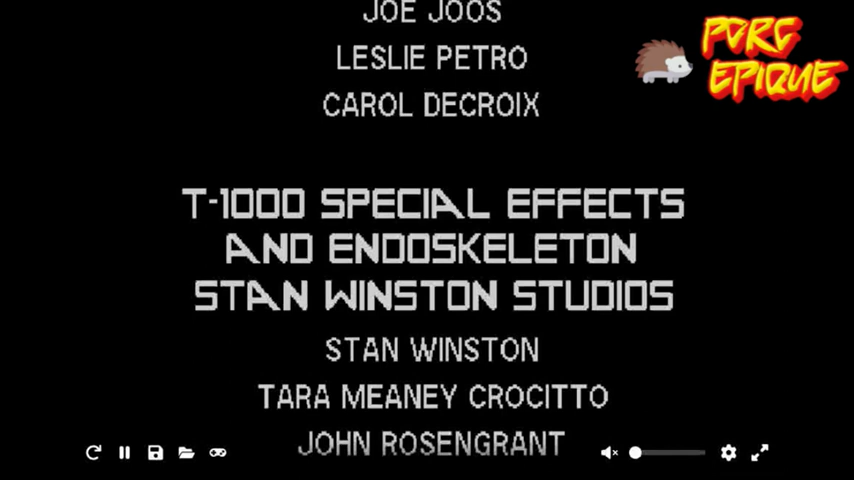 JOE JOOS
LESLIE PETRO
CAROL DECROIX
PORC
EPIQUE
T-1000 SPECIAL EFFECTS
AND ENDOSKELETON
STAN WINSTON STUDIOS
STAN WINSTON
TARA MEANEY CROCITTO
JOHN ROSENGRANT